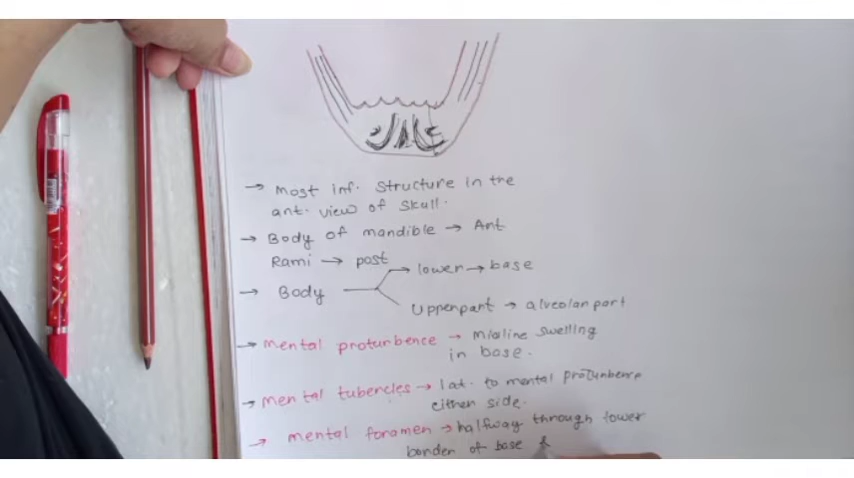 → Most inf. structure in the
ant. view of skull.
→ Body of mandible → Ant
Rami → post
→ Body
→ lower → base
Upperpart → alveolar part
→ mental proturbence → midline swelling
in base.
→ mental tubercles → lat. to mental proturbence
either side.
→ mental foramen → halfway through lower
border of base &